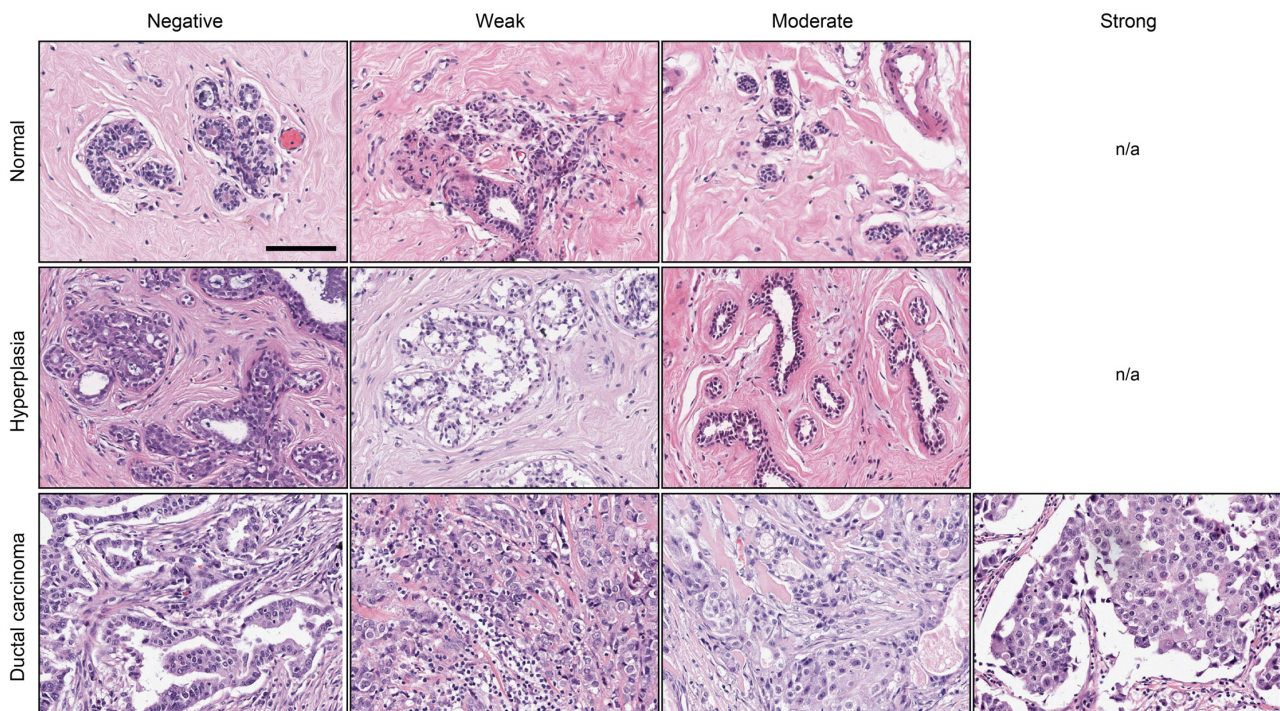 Negative Weak Moderate Strong
Normal
n/a
Hyperplasia
n/a
Ductal carcinoma